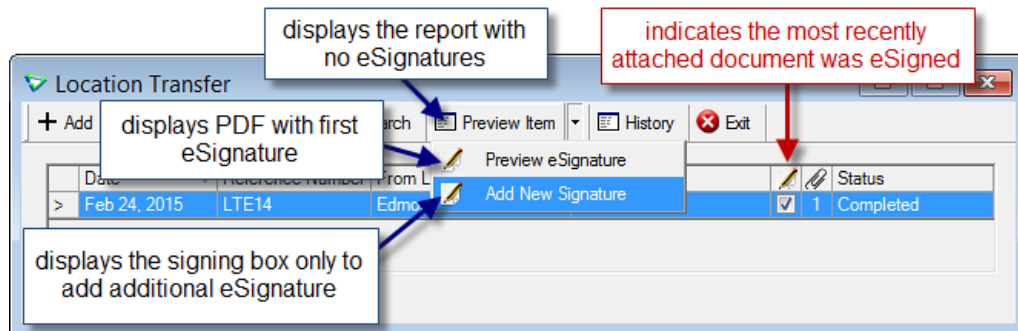 displays the report with
no eSignatures
indicates the most recently
attached document was eSigned
Location Transfer
Add
displays PDF with first
eSignature
Preview Item
History
Exit
Preview eSignature
Add New Signature
Date
Reference Number
From L
Status
> Feb 24, 2015 LTE14 Edmo 1 Completed
displays the signing box only to
add additional eSignature